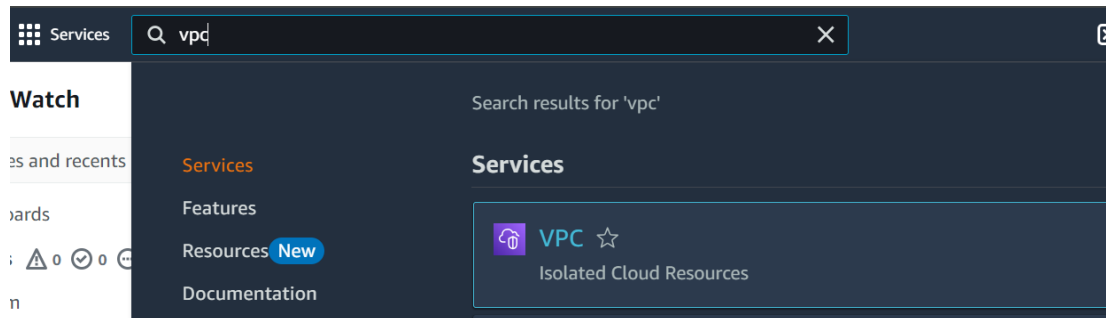 Services
vpc
Watch
es and recents
oards
s 0 0
m
Search results for 'vpc'
Services
Features
Resources New
Documentation
Services
VPC
Isolated Cloud Resources